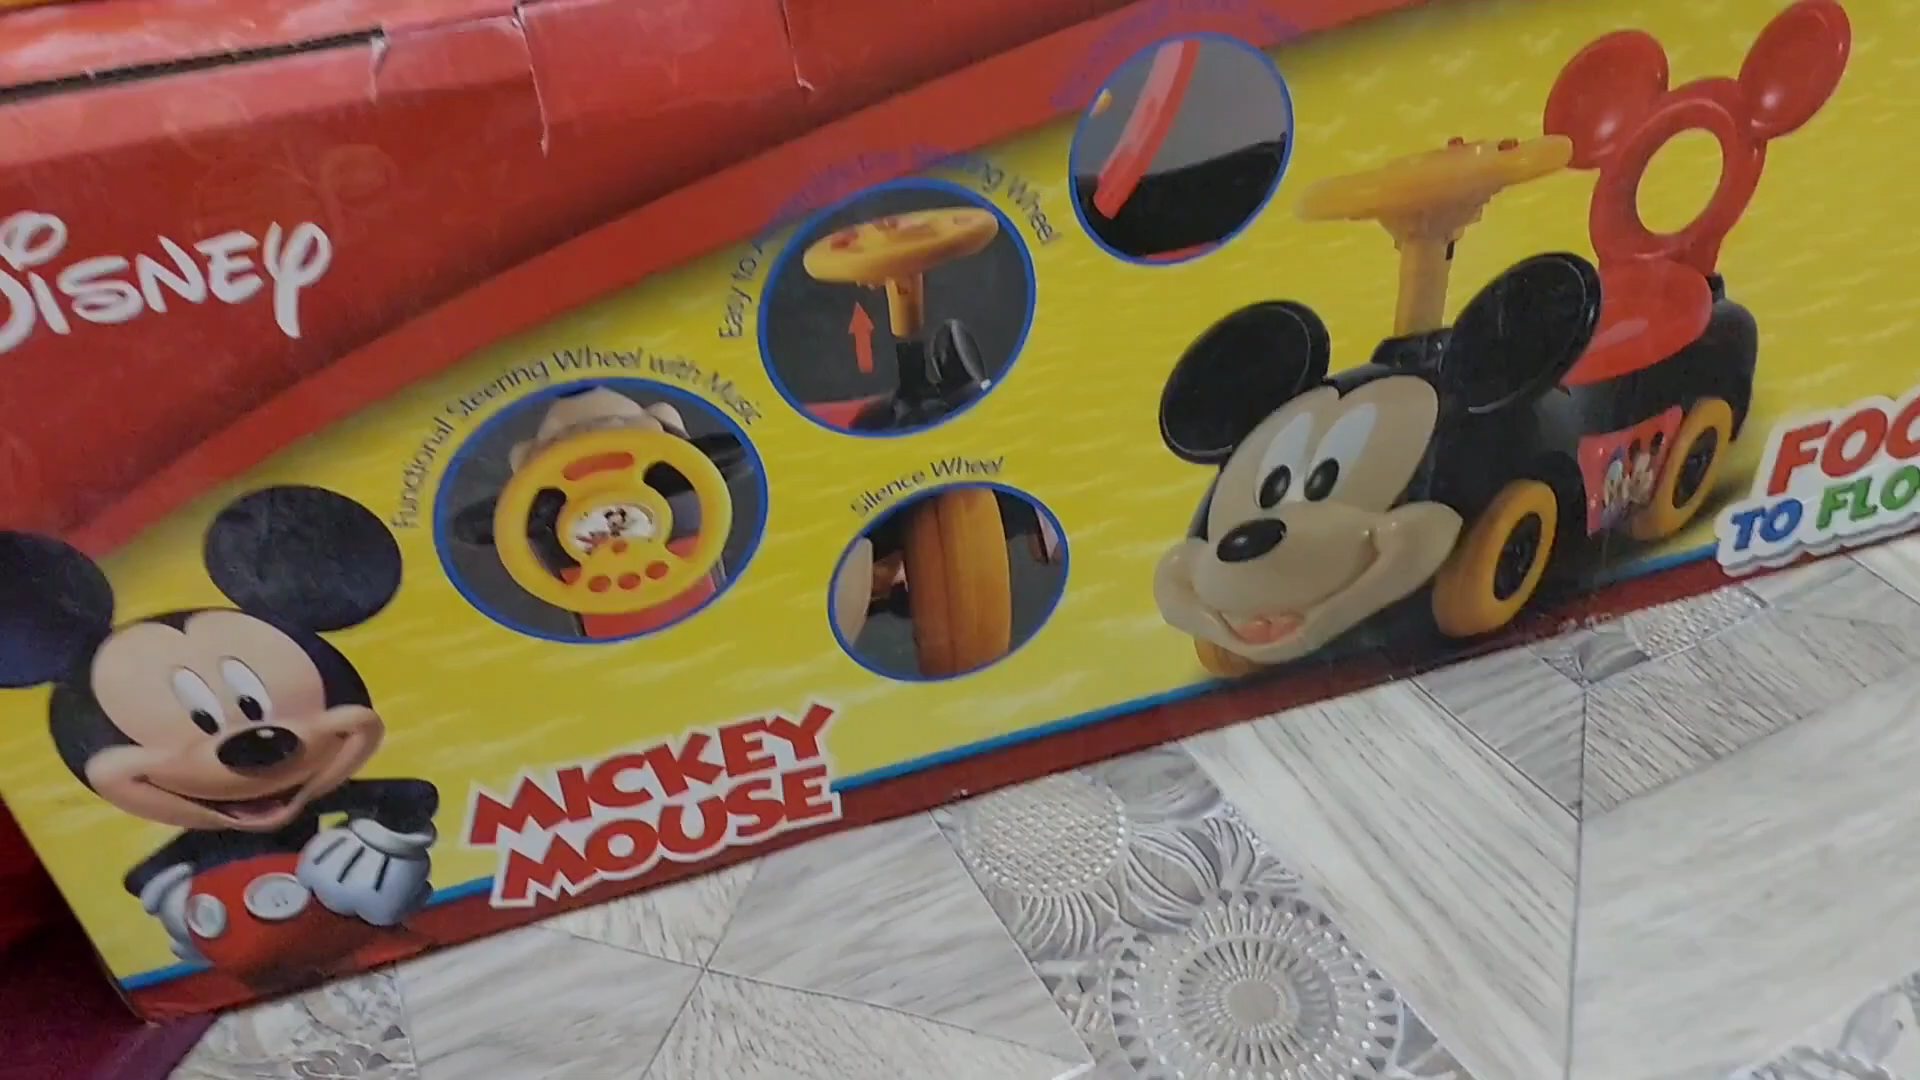 DISNEY
Functional Steering Wheel with Music
Easy to
Steering Wheel
Silence Wheel
MICKEY
MOUSE
FOO
TO FLO